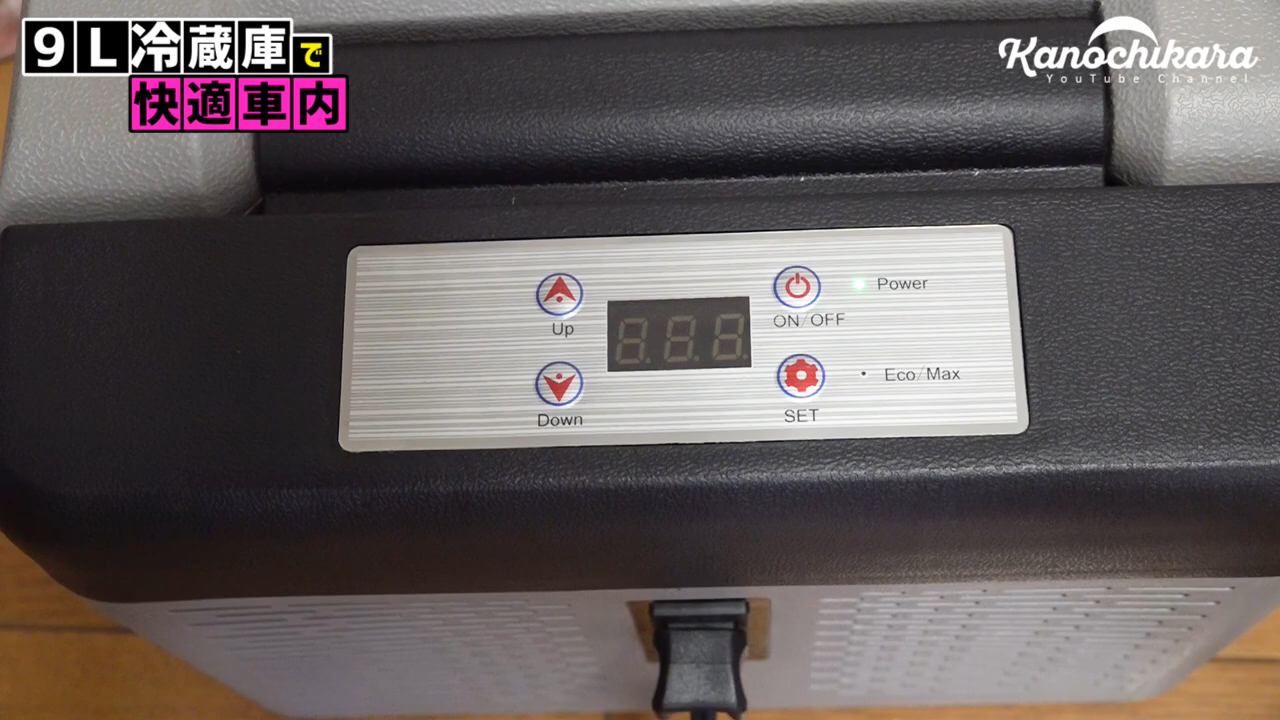 9L冷蔵庫で
快適車内
Kanochikara
YouTube Channel
Up
Down
ON/OFF
SET
Power
Eco/Max